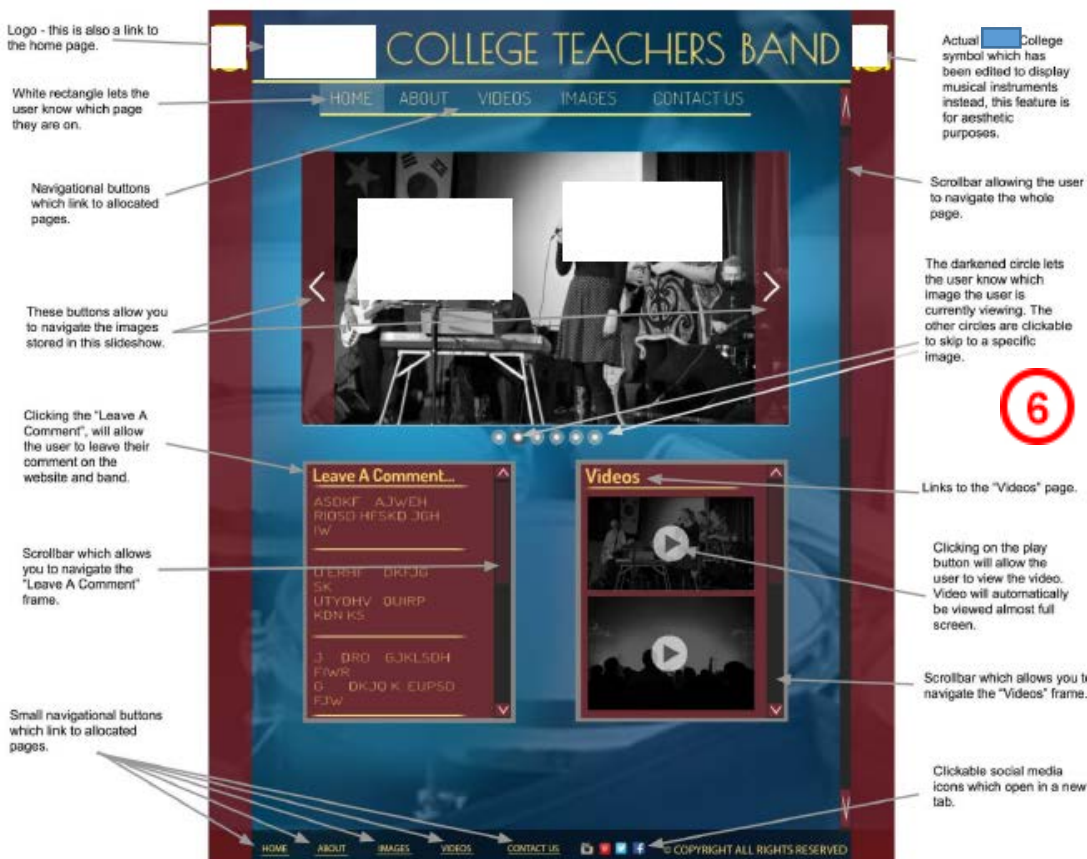 Logo - this is also a link to
the home page.
White rectangle lets the
user know which page
they are on.
Navigational buttons
which link to allocated
pages.
These buttons allow you
to navigate the images
stored in this slideshow.
Clicking the "Leave A
Comment", will allow
the user to leave their
comment on the
website and band.
Scrollbar which allows
you to navigate the
"Leave A Comment"
frame.
Small navigational buttons
which link to allocated
pages.
COLLEGE TEACHERS BAND
HOME ABOUT VIDEOS IMAGES CONTACT US
Leave A Comment...
ASDKF AJWEH
RIOSD HFSKD JGH
IW
DKFJG
SK
UTYOHV QUIRP
KDN KS
J DRO GJKLSDH
FIWR
G DKJQ K EUPSD
FJW
Videos
HOME ABOUT IMAGES VIDEOS CONTACT US © COPYRIGHT ALL RIGHTS RESERVED
Actual College
symbol which has
been edited to display
musical instruments
instead, this feature is
for aesthetic
purposes.
Scrollbar allowing the user
to navigate the whole
page.
The darkened circle lets
the user know which
image the user is
currently viewing. The
other circles are clickable
to skip to a specific
image.
6
Links to the "Videos" page.
Clicking on the play
button will allow the
user to view the video.
Video will automatically
be viewed almost full
screen.
Scrollbar which allows you to
navigate the "Videos" frame.
Clickable social media
icons which open in a new
tab.